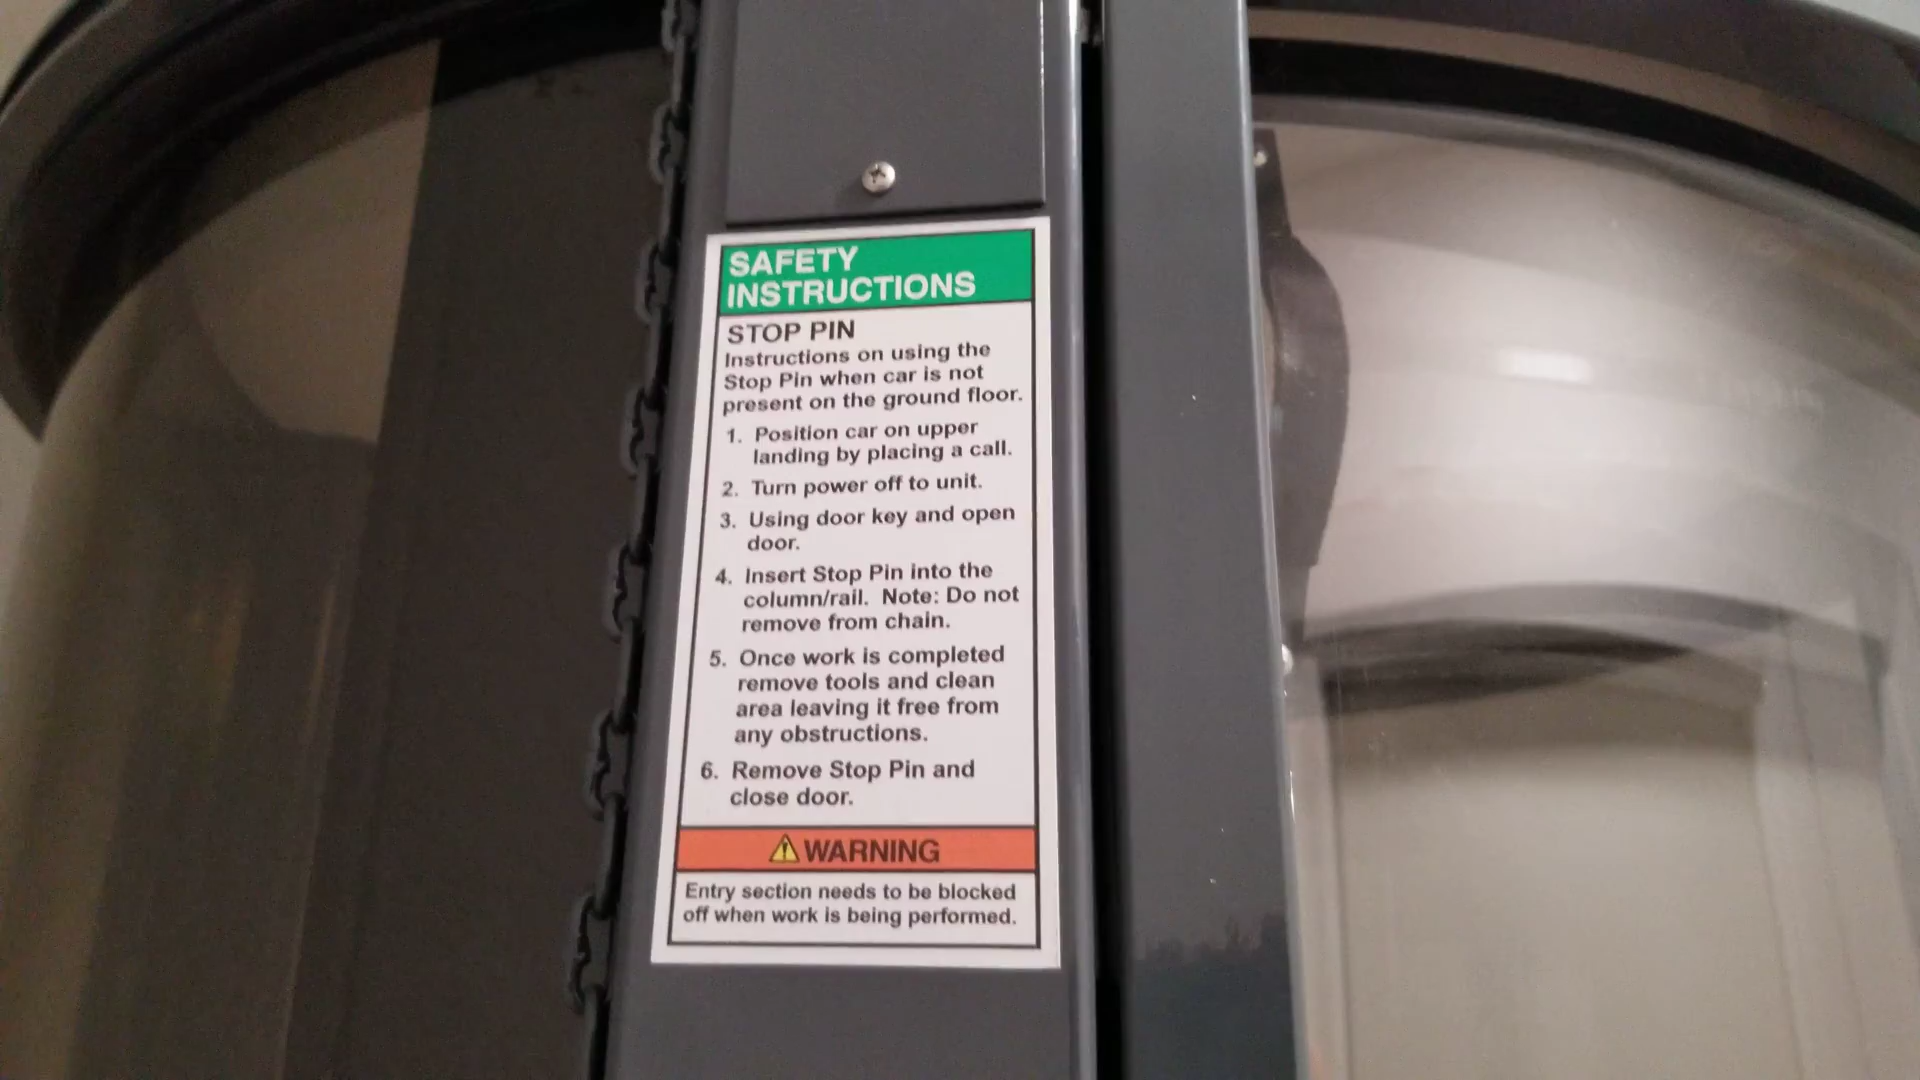 SAFETY
INSTRUCTIONS
STOP PIN
Instructions on using the
Stop Pin when car is not
present on the ground floor.
1. Position car on upper
landing by placing a call.
2. Turn power off to unit.
3. Using door key and open
door.
4. Insert Stop Pin into the
column/rail. Note: Do not
remove from chain.
5. Once work is completed
remove tools and clean
area leaving it free from
any obstructions.
6. Remove Stop Pin and
close door.
WARNING
Entry section needs to be blocked
off when work is being performed.